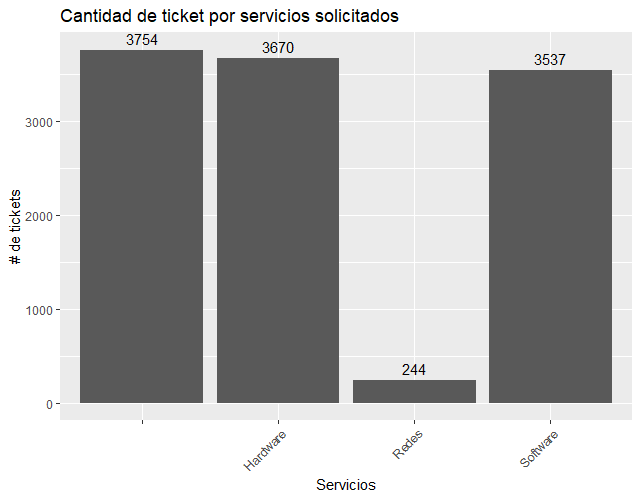 Cantidad de ticket por servicios solicitados
3754
3670
244
3537
# de tickets
3000
2000
1000
0
Hardware
Redes
Software
Servicios